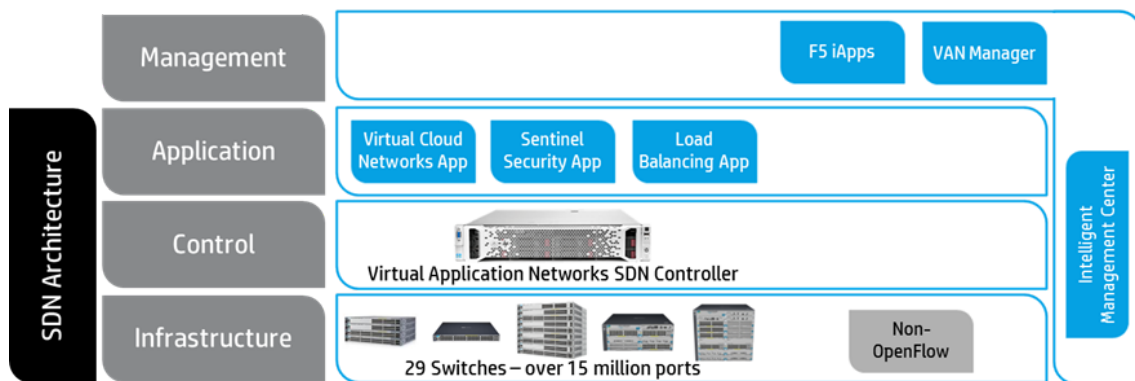 SDN Architecture
Management
F5 iApps
VAN Manager
Application
Virtual Cloud
Networks App
Sentinel
Security App
Load
Balancing App
Control
Virtual Application Networks SDN Controller
Infrastructure
29 Switches – over 15 million ports
Non-
OpenFlow
Intelligent
Management Center